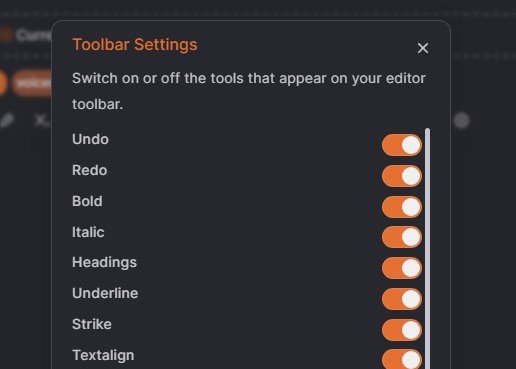 Toolbar Settings
Switch on or off the tools that appear on your editor
toolbar.
Undo
Redo
Bold
Italic
Headings
Underline
Strike
Textalign